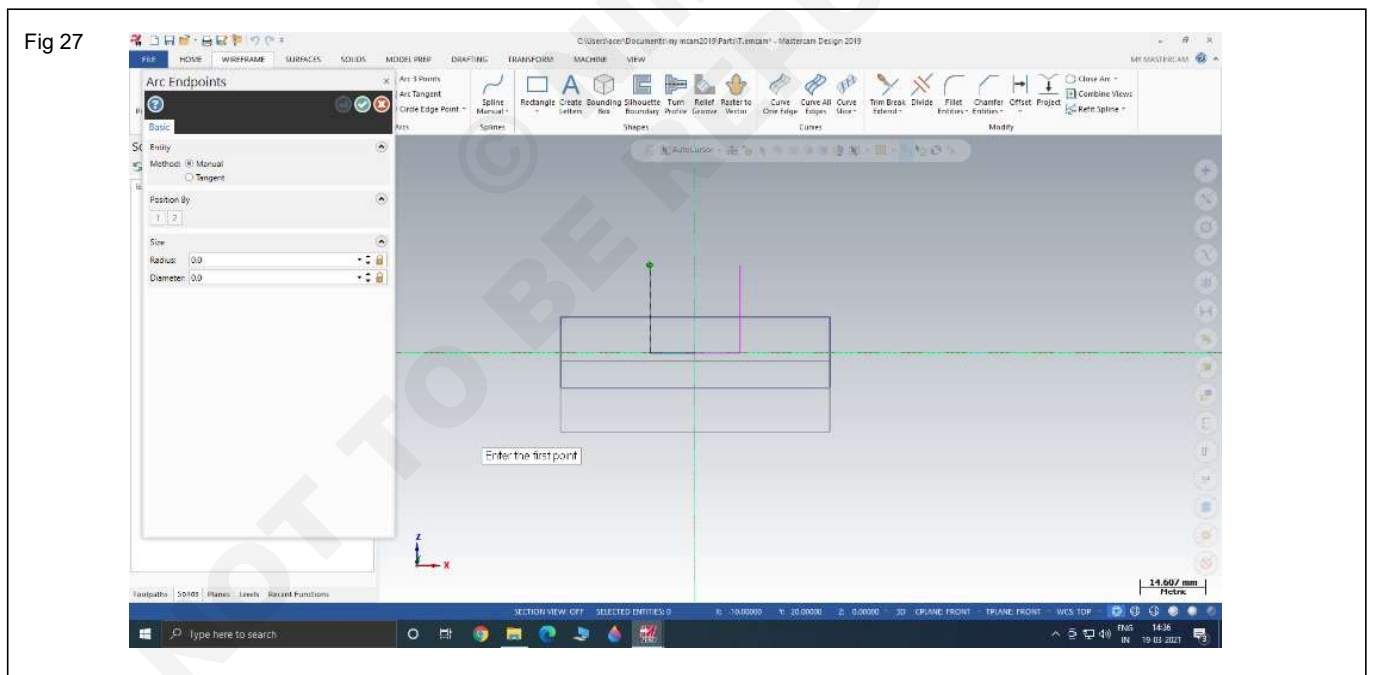 Fig 27
C:\Users\acer\Documents\my mcam2019\Parts\T.emcam* - Mastercam Design 2019
FILE HOME WIREFRAME SURFACES SOLIDS MODEL PREP DRAFTING TRANSFORM MACHINE VIEW MY MASTERCAM
Arc Endpoints
Basic
Entity
Method: Manual
Tangent
Position By
1 2
Size
Radius: 0.0
Diameter: 0.0
Arc 3 Points
Arc Tangent
Circle Edge Point
Arcs
Spline Manual
Splines
Rectangle
Create Letters
Bounding Box
Silhouette Boundary
Turn Profile
Relief Groove
Raster to Vector
Shapes
Curve One Edge
Curve All Edges
Curve Slice
Curves
Trim Break Extend
Divide
Fillet Entities
Chamfer Entities
Offset
Project
Close Arc
Combine Views
Refit Spline
Modify
AutoCursor
Enter the first point
Z
X
14.607 mm
Metric
Toolpaths Solids Planes Levels Recent Functions
SECTION VIEW: OFF SELECTED ENTITIES: 0 X: -10.00000 Y: 20.00000 Z: 0.00000 3D CPLANE: FRONT TPLANE: FRONT WCS: TOP
Type here to search
ENG
IN
14:36
19-03-2021
© NIMI
NOT TO BE REPU